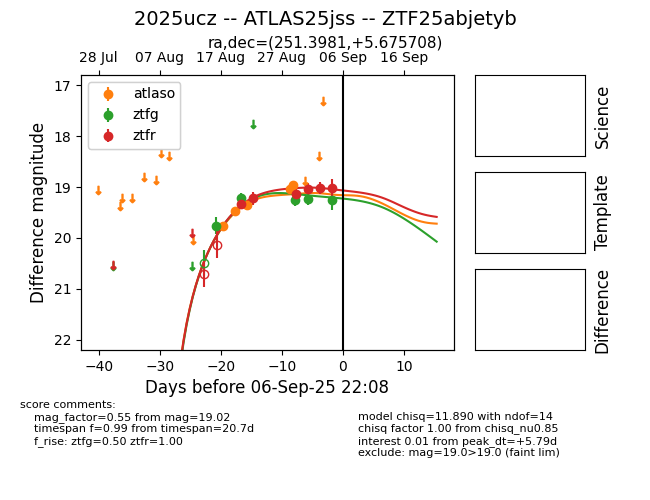 2025ucz -- ATLAS25jss -- ZTF25abjetyb
ra,dec=(251.3981,+5.675708)
28 Jul 07 Aug 17 Aug 27 Aug 06 Sep 16 Sep
atlaso
ztfg
ztfr
17
18
19
20
21
22
Difference magnitude
−40 −30 −20 −10 0 10
Days before 06-Sep-25 22:08
Science
Template
Difference
score comments:
mag_factor=0.55 from mag=19.02
timespan f=0.99 from timespan=20.7d
f_rise: ztfg=0.50 ztfr=1.00
model chisq=11.890 with ndof=14
chisq factor 1.00 from chisq_nu0.85
interest 0.01 from peak_dt=+5.79d
exclude: mag=19.0>19.0 (faint lim)